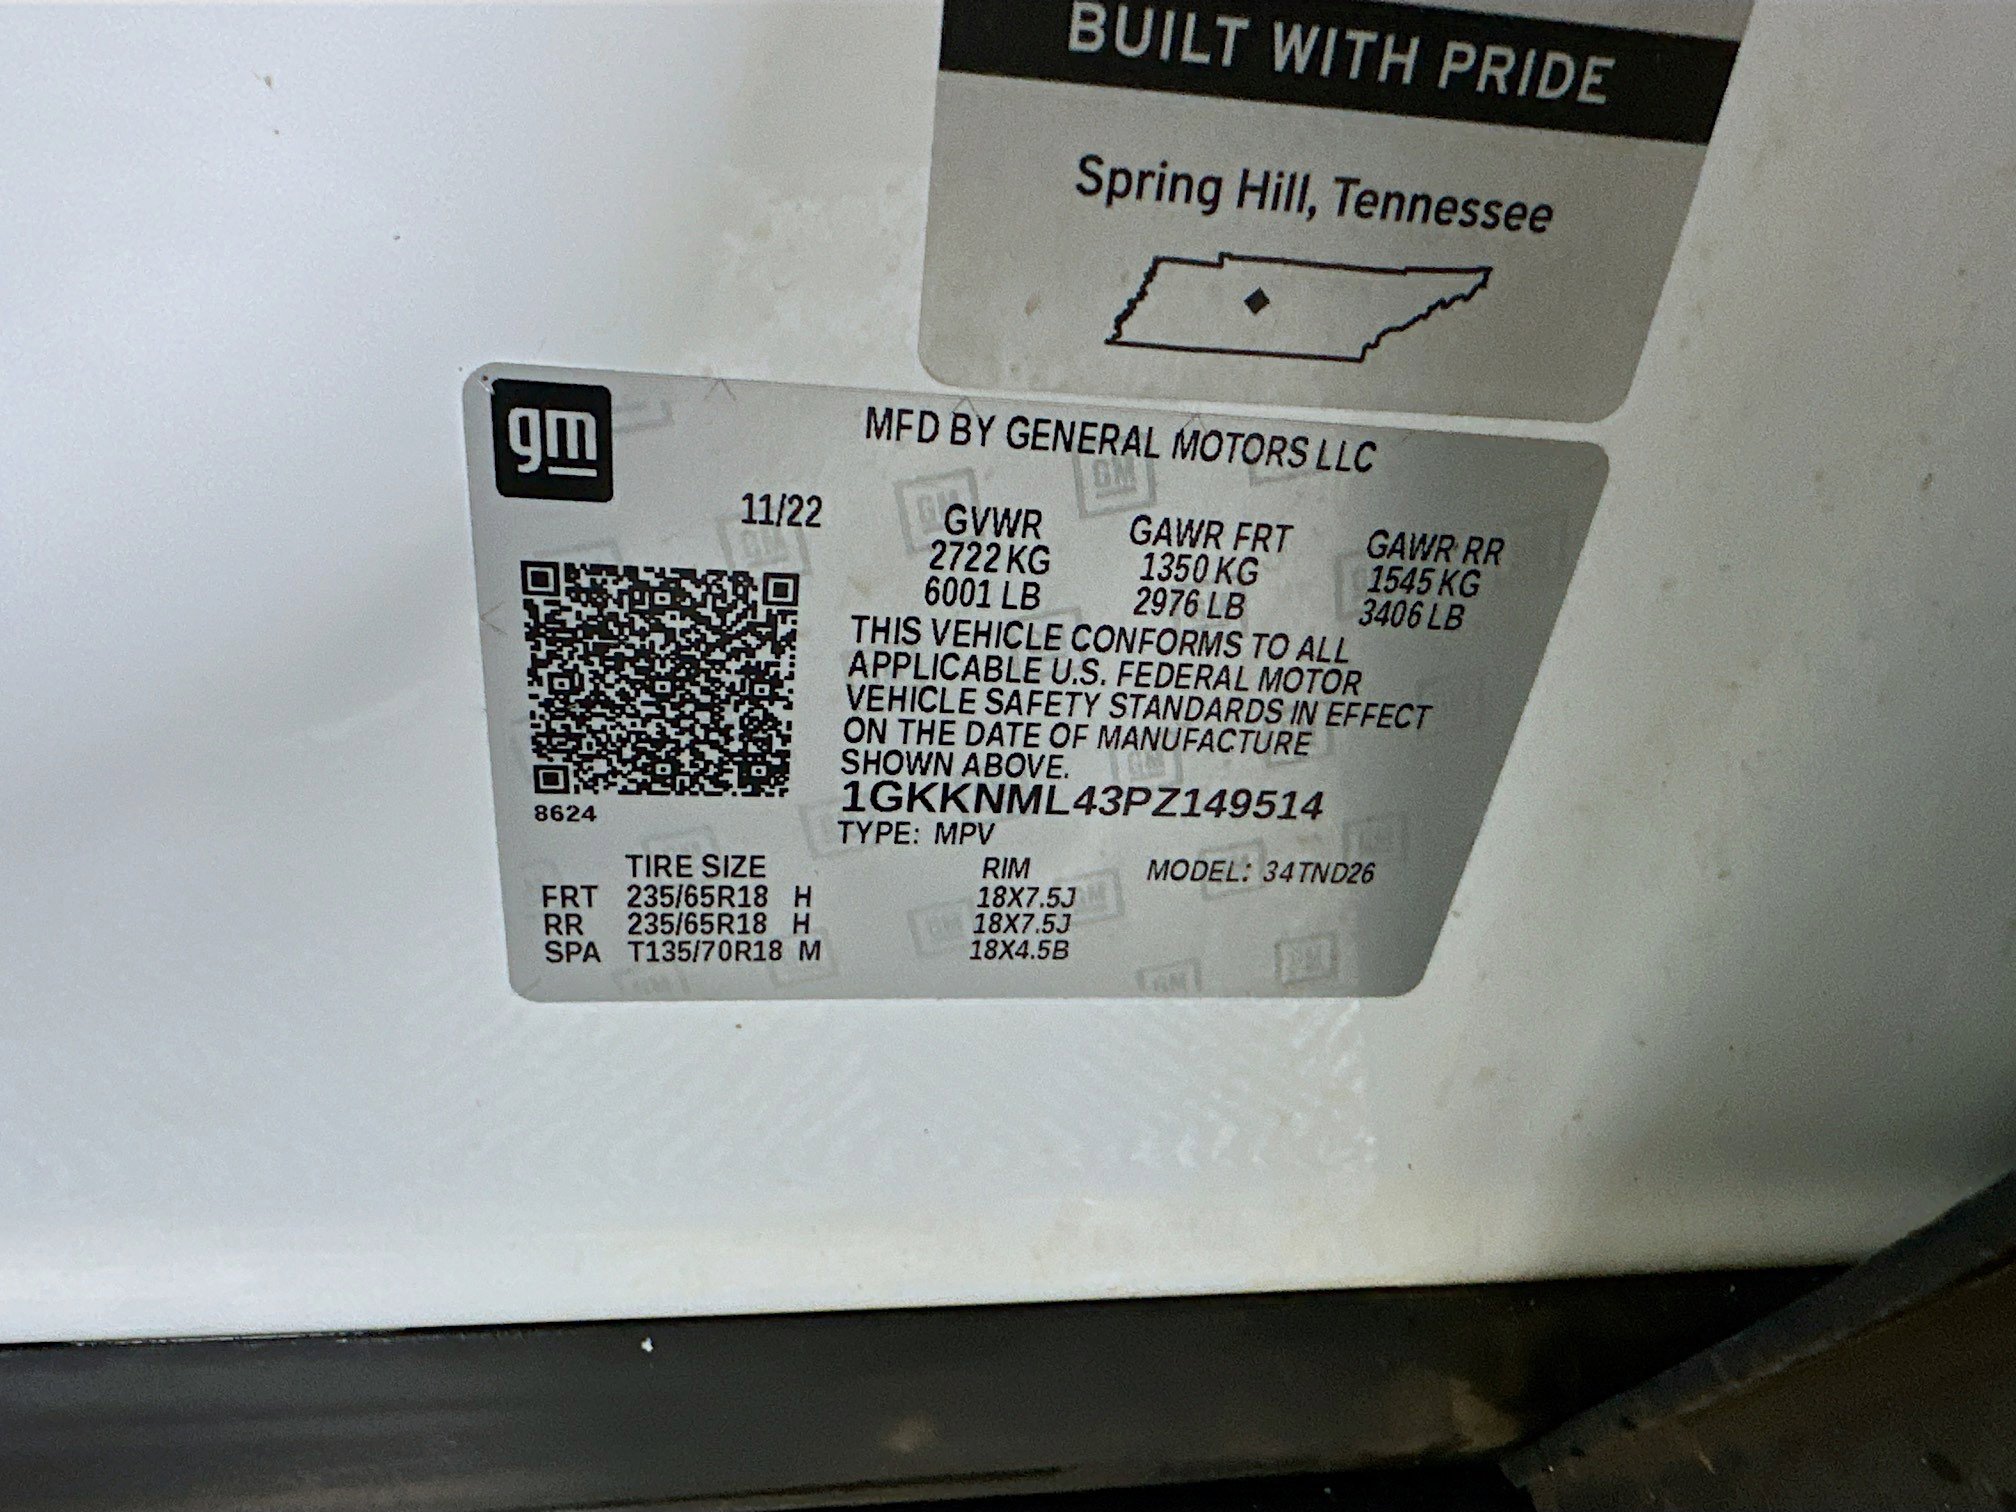 BUILT WITH PRIDE
Spring Hill, Tennessee
gm
MFD BY GENERAL MOTORS LLC
11/22 GVWR GAWR FRT GAWR RR
2722 KG 1350 KG 1545 KG
6001 LB 2976 LB 3406 LB
THIS VEHICLE CONFORMS TO ALL
APPLICABLE U.S. FEDERAL MOTOR
VEHICLE SAFETY STANDARDS IN EFFECT
ON THE DATE OF MANUFACTURE
SHOWN ABOVE.
8624 1GKKNML43PZ149514
TYPE: MPV
TIRE SIZE RIM MODEL: 34TND26
FRT 235/65R18 H 18X7.5J
RR 235/65R18 H 18X7.5J
SPA T135/70R18 M 18X4.5B